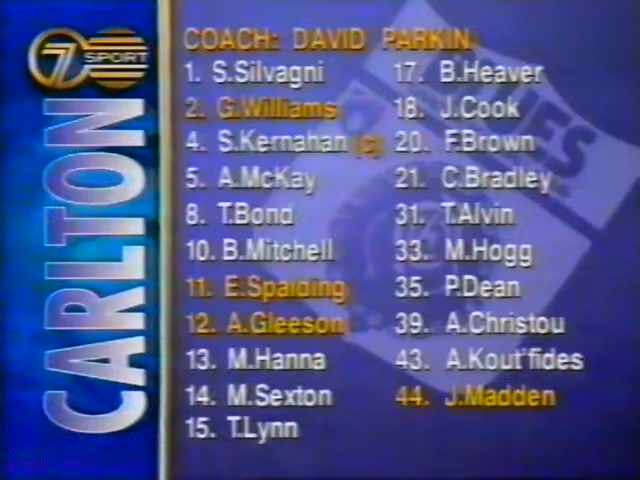 7 SPORT
CARLTON
COACH: DAVID PARKIN
1. S.Silvagni
2. G.Williams
4. S.Kernahan (c)
5. A.McKay
8. T.Bond
10. B.Mitchell
11. E.Spalding
12. A.Gleeson
13. M.Hanna
14. M.Sexton
15. T.Lynn
17. B.Heaver
18. J.Cook
20. F.Brown
21. C.Bradley
31. T.Alvin
33. M.Hogg
35. P.Dean
39. A.Christou
43. A.Kout'fides
44. J.Madden
BLUES